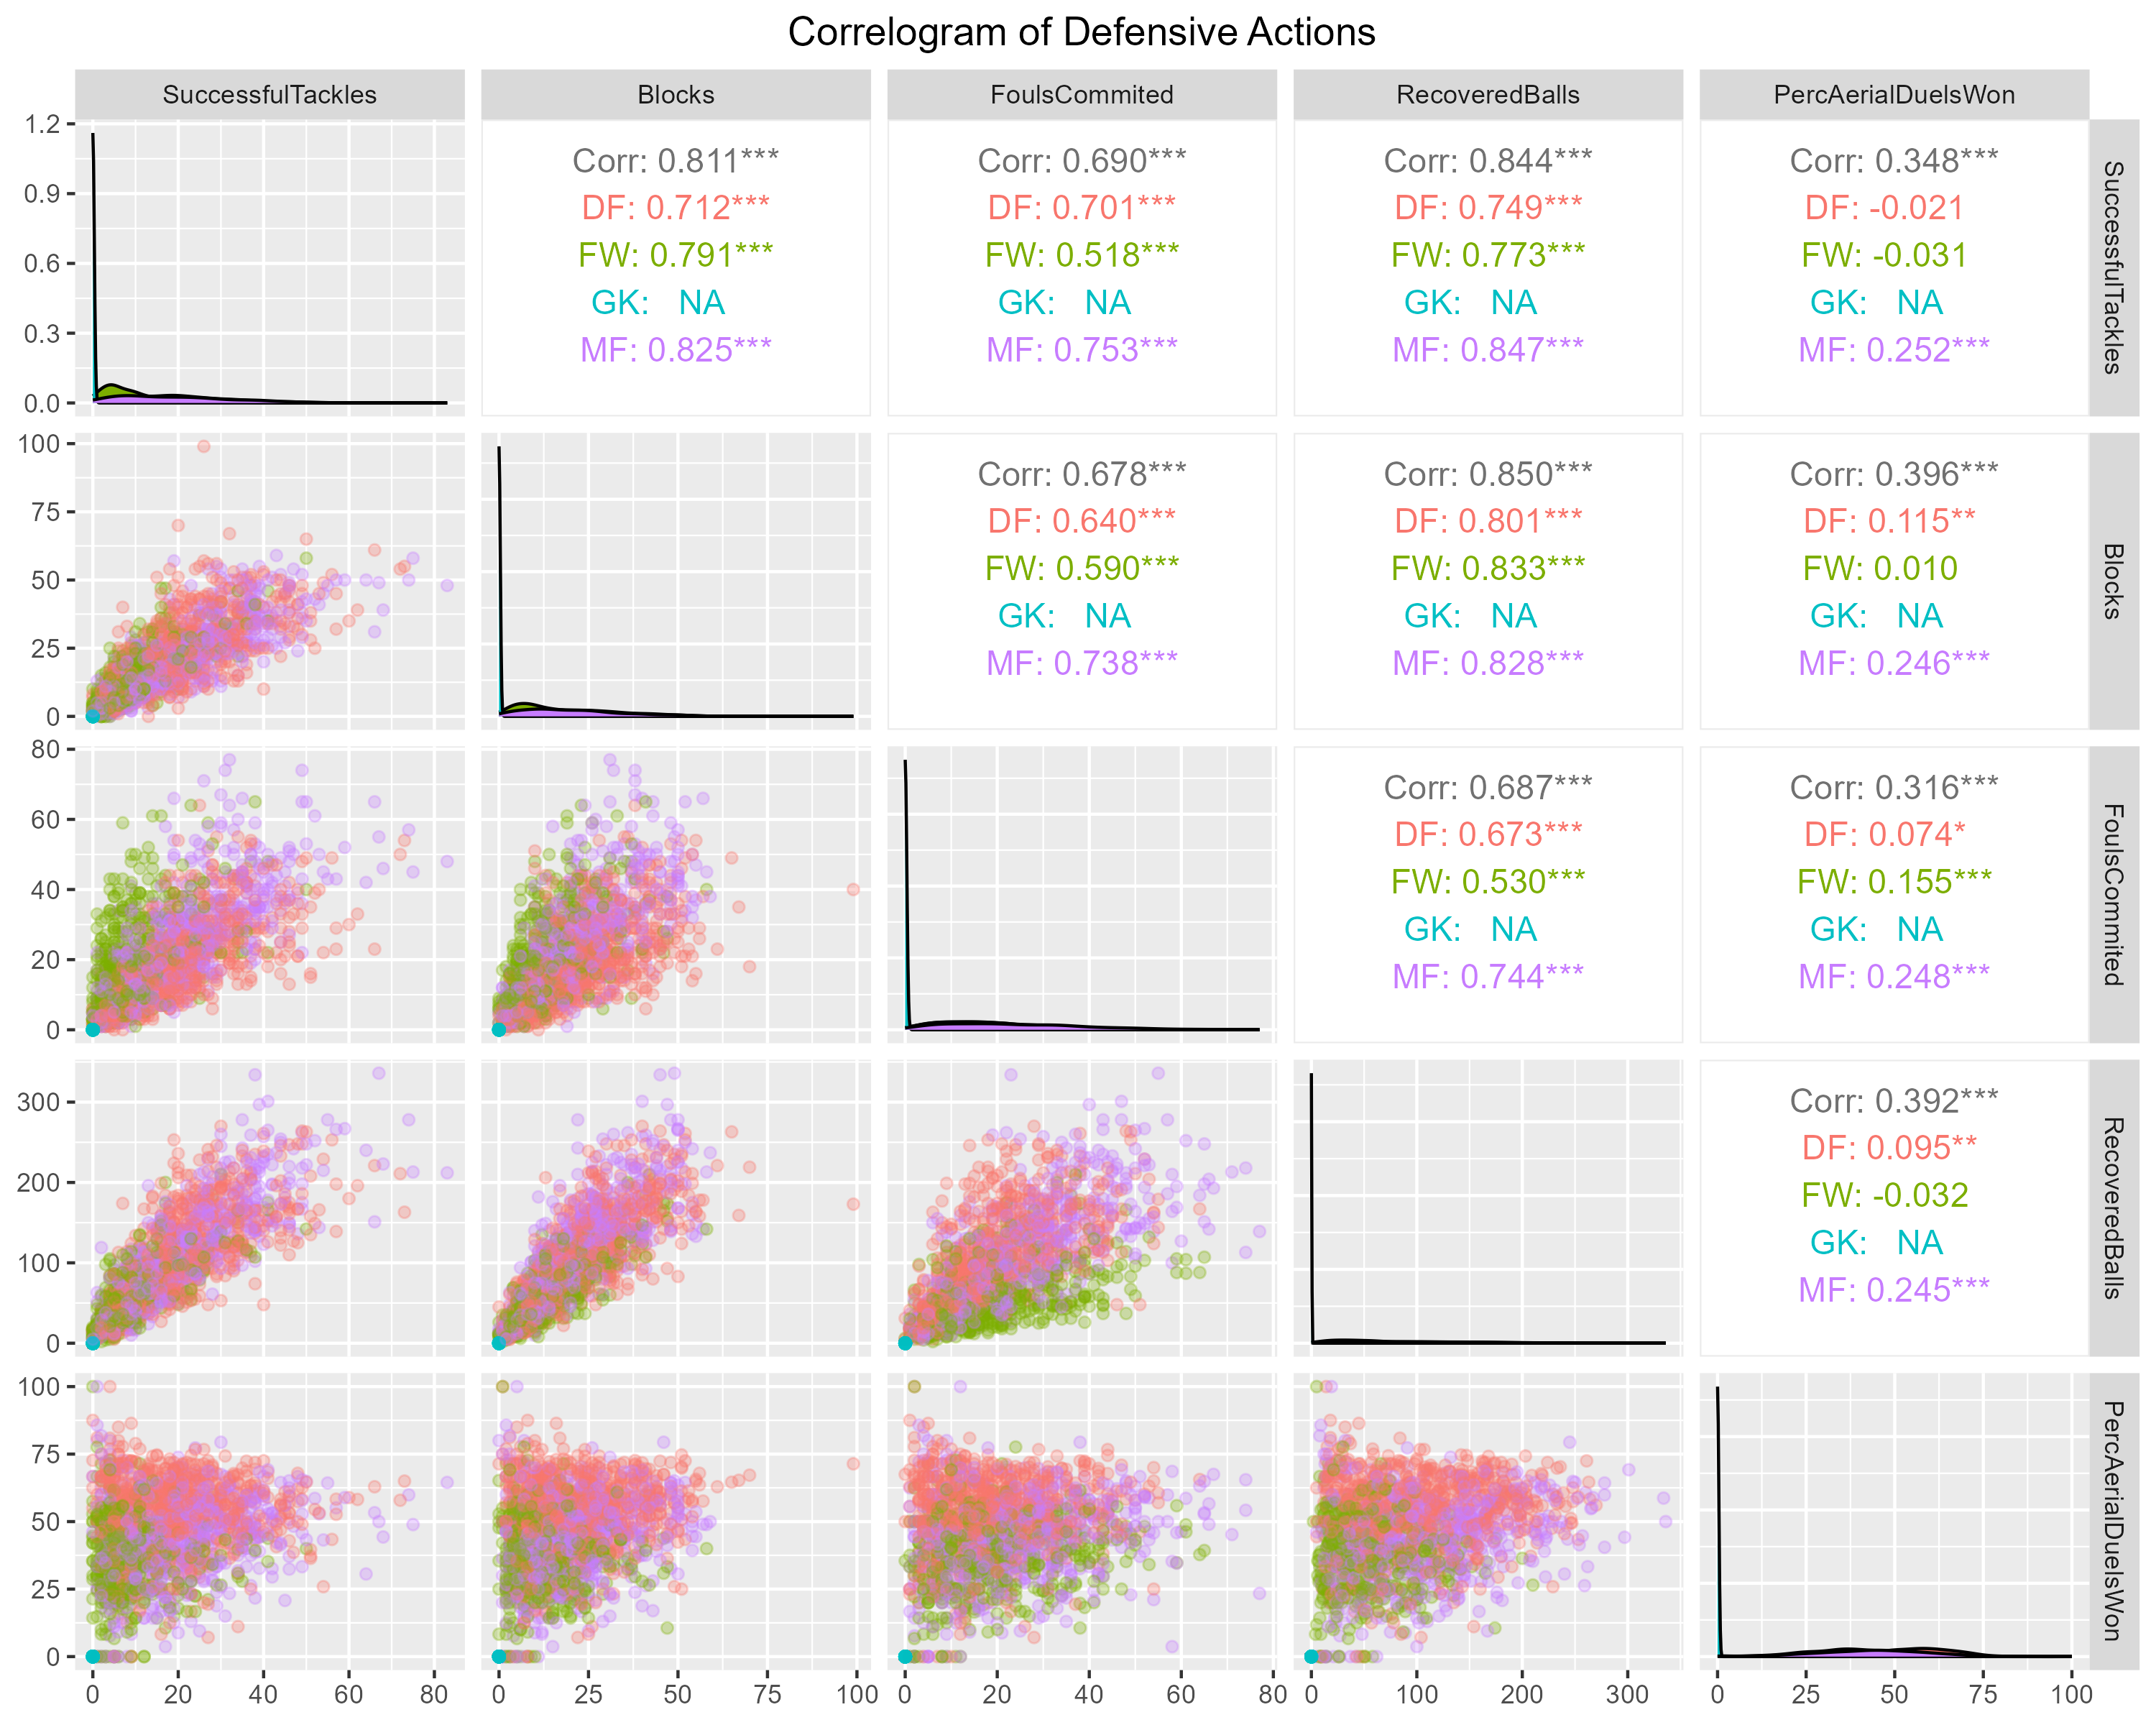 Correlogram of Defensive Actions
SuccessfulTackles
Blocks
FoulsCommited
RecoveredBalls
PercAerialDuelsWon
1.2
0.9
0.6
0.3
0.0
Corr: 0.811***
DF: 0.712***
FW: 0.791***
GK: NA
MF: 0.825***
Corr: 0.690***
DF: 0.701***
FW: 0.518***
GK: NA
MF: 0.753***
Corr: 0.844***
DF: 0.749***
FW: 0.773***
GK: NA
MF: 0.847***
Corr: 0.348***
DF: -0.021
FW: -0.031
GK: NA
MF: 0.252***
SuccessfulTackles
100
75
50
25
0
Corr: 0.678***
DF: 0.640***
FW: 0.590***
GK: NA
MF: 0.738***
Corr: 0.850***
DF: 0.801***
FW: 0.833***
GK: NA
MF: 0.828***
Corr: 0.396***
DF: 0.115**
FW: 0.010
GK: NA
MF: 0.246***
Blocks
80
60
40
20
0
Corr: 0.687***
DF: 0.673***
FW: 0.530***
GK: NA
MF: 0.744***
Corr: 0.316***
DF: 0.074*
FW: 0.155***
GK: NA
MF: 0.248***
FoulsCommited
300
200
100
0
Corr: 0.392***
DF: 0.095**
FW: -0.032
GK: NA
MF: 0.245***
RecoveredBalls
100
75
50
25
0
PercAerialDuelsWon
0 20 40 60 80
0 25 50 75 100
0 20 40 60 80
0 100 200 300
0 25 50 75 100